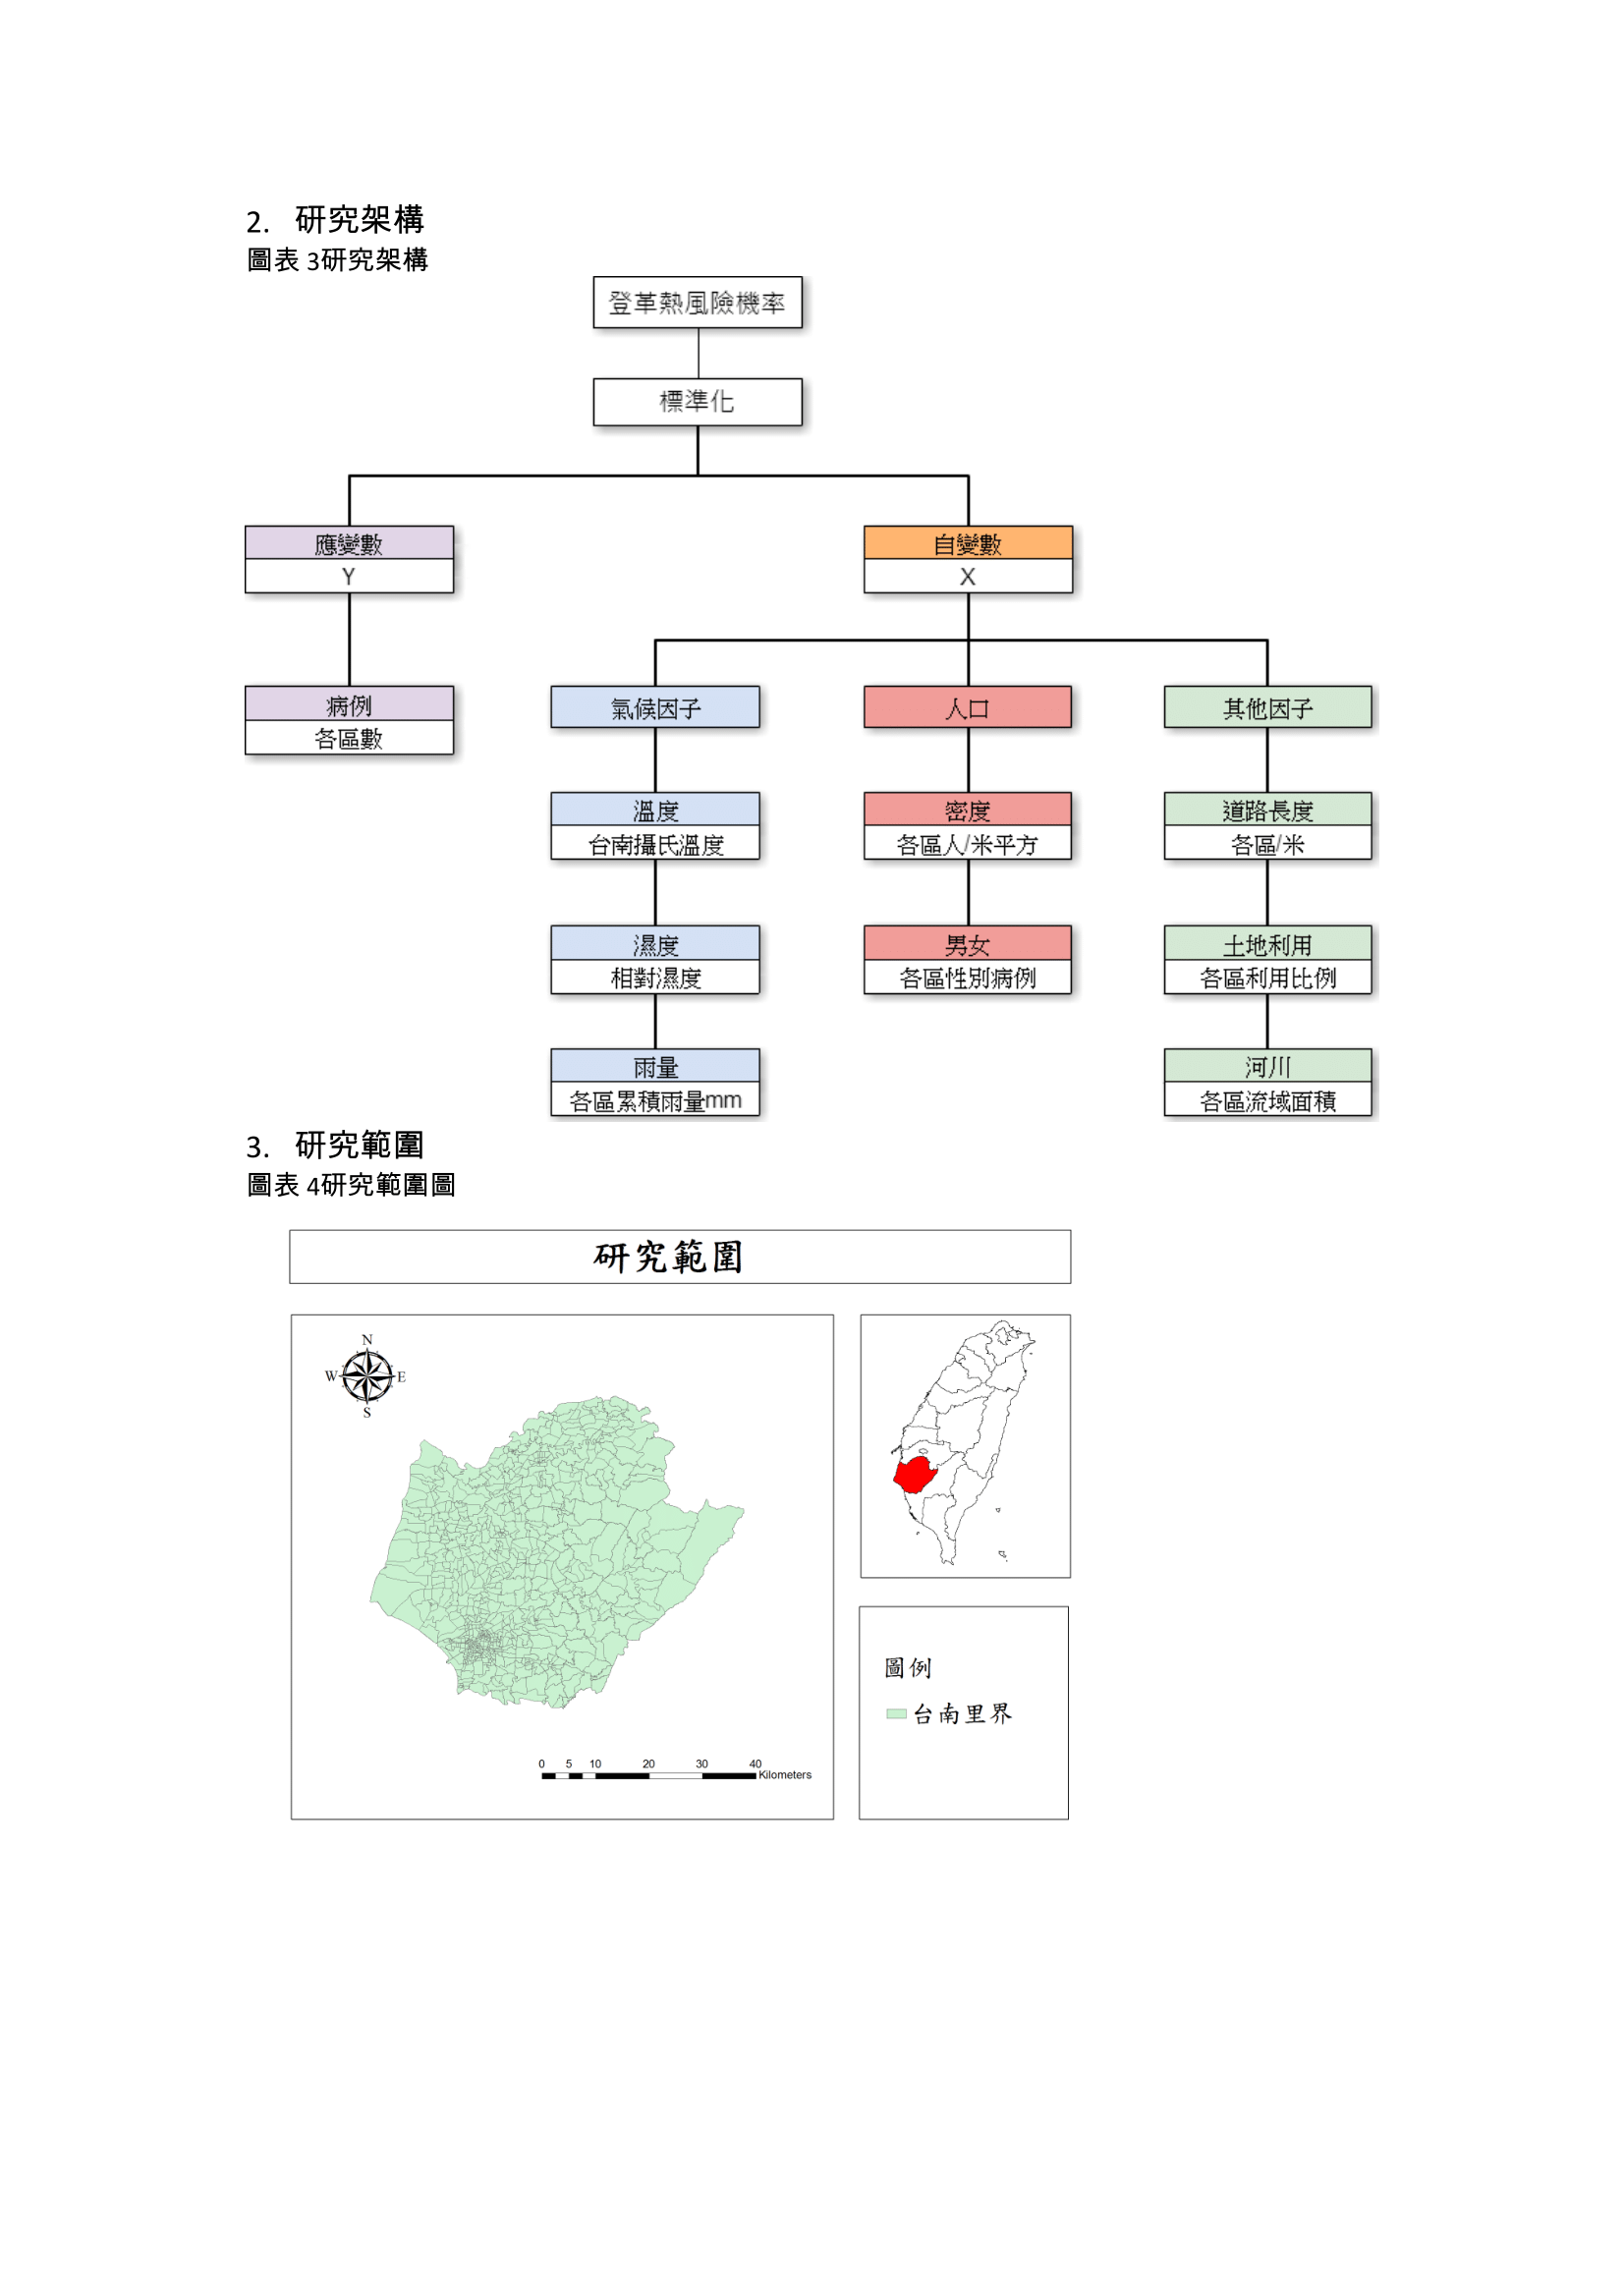 2. 研究架構
圖表 3研究架構
登革熱風險機率
標準化
應變數
Y
自變數
X
病例
各區數
氣候因子
人口
其他因子
溫度
台南攝氏溫度
密度
各區人/米平方
道路長度
各區/米
濕度
相對濕度
男女
各區性別病例
土地利用
各區利用比例
雨量
各區累積雨量mm
河川
各區流域面積
3. 研究範圍
圖表 4研究範圍圖
研究範圍
N
W E
S
圖例
台南里界
0 5 10 20 30 40
Kilometers